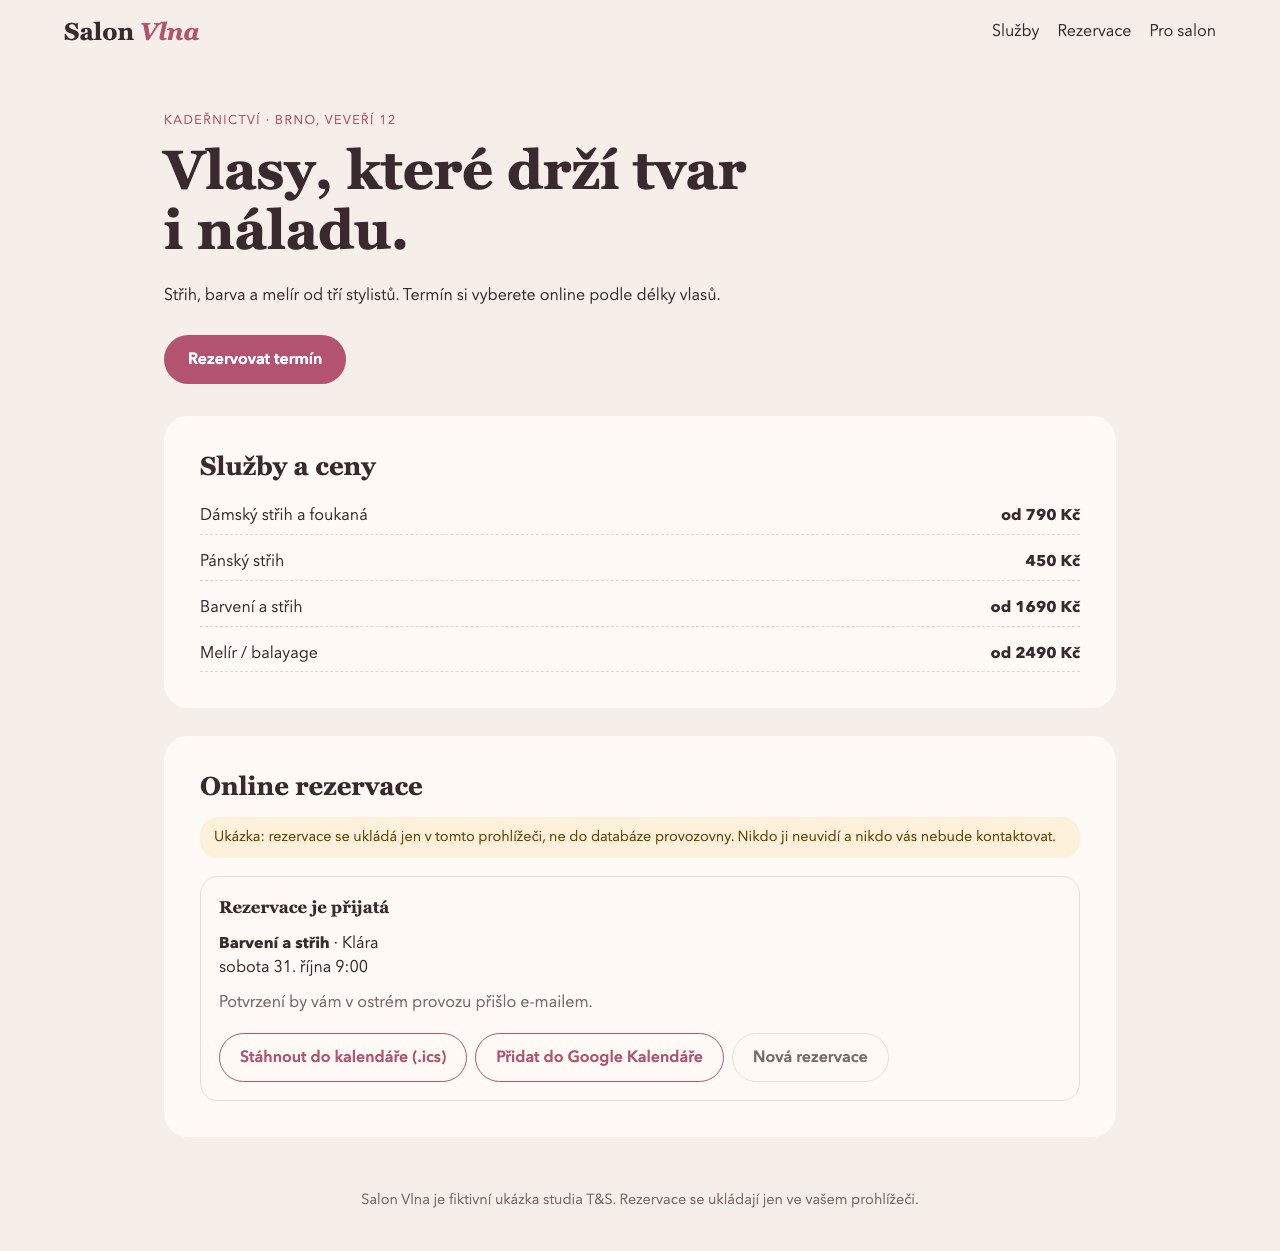 Salon Vlna
Služby Rezervace Pro salon
KADEŘNICTVÍ · BRNO, VEVEŘÍ 12
Vlasy, které drží tvar
i náladu.
Střih, barva a melír od tří stylistů. Termín si vyberete online podle délky vlasů.
Rezervovat termín
Služby a ceny
Dámský střih a foukaná od 790 Kč
Pánský střih 450 Kč
Barvení a střih od 1690 Kč
Melír / balayage od 2490 Kč
Online rezervace
Ukázka: rezervace se ukládá jen v tomto prohlížeči, ne do databáze provozovny. Nikdo ji neuvidí a nikdo vás nebude kontaktovat.
Rezervace je přijatá
Barvení a střih · Klára
sobota 31. října 9:00
Potvrzení by vám v ostrém provozu přišlo e-mailem.
Stáhnout do kalendáře (.ics) Přidat do Google Kalendáře Nová rezervace
Salon Vlna je fiktivní ukázka studia T&S. Rezervace se ukládají jen ve vašem prohlížeči.